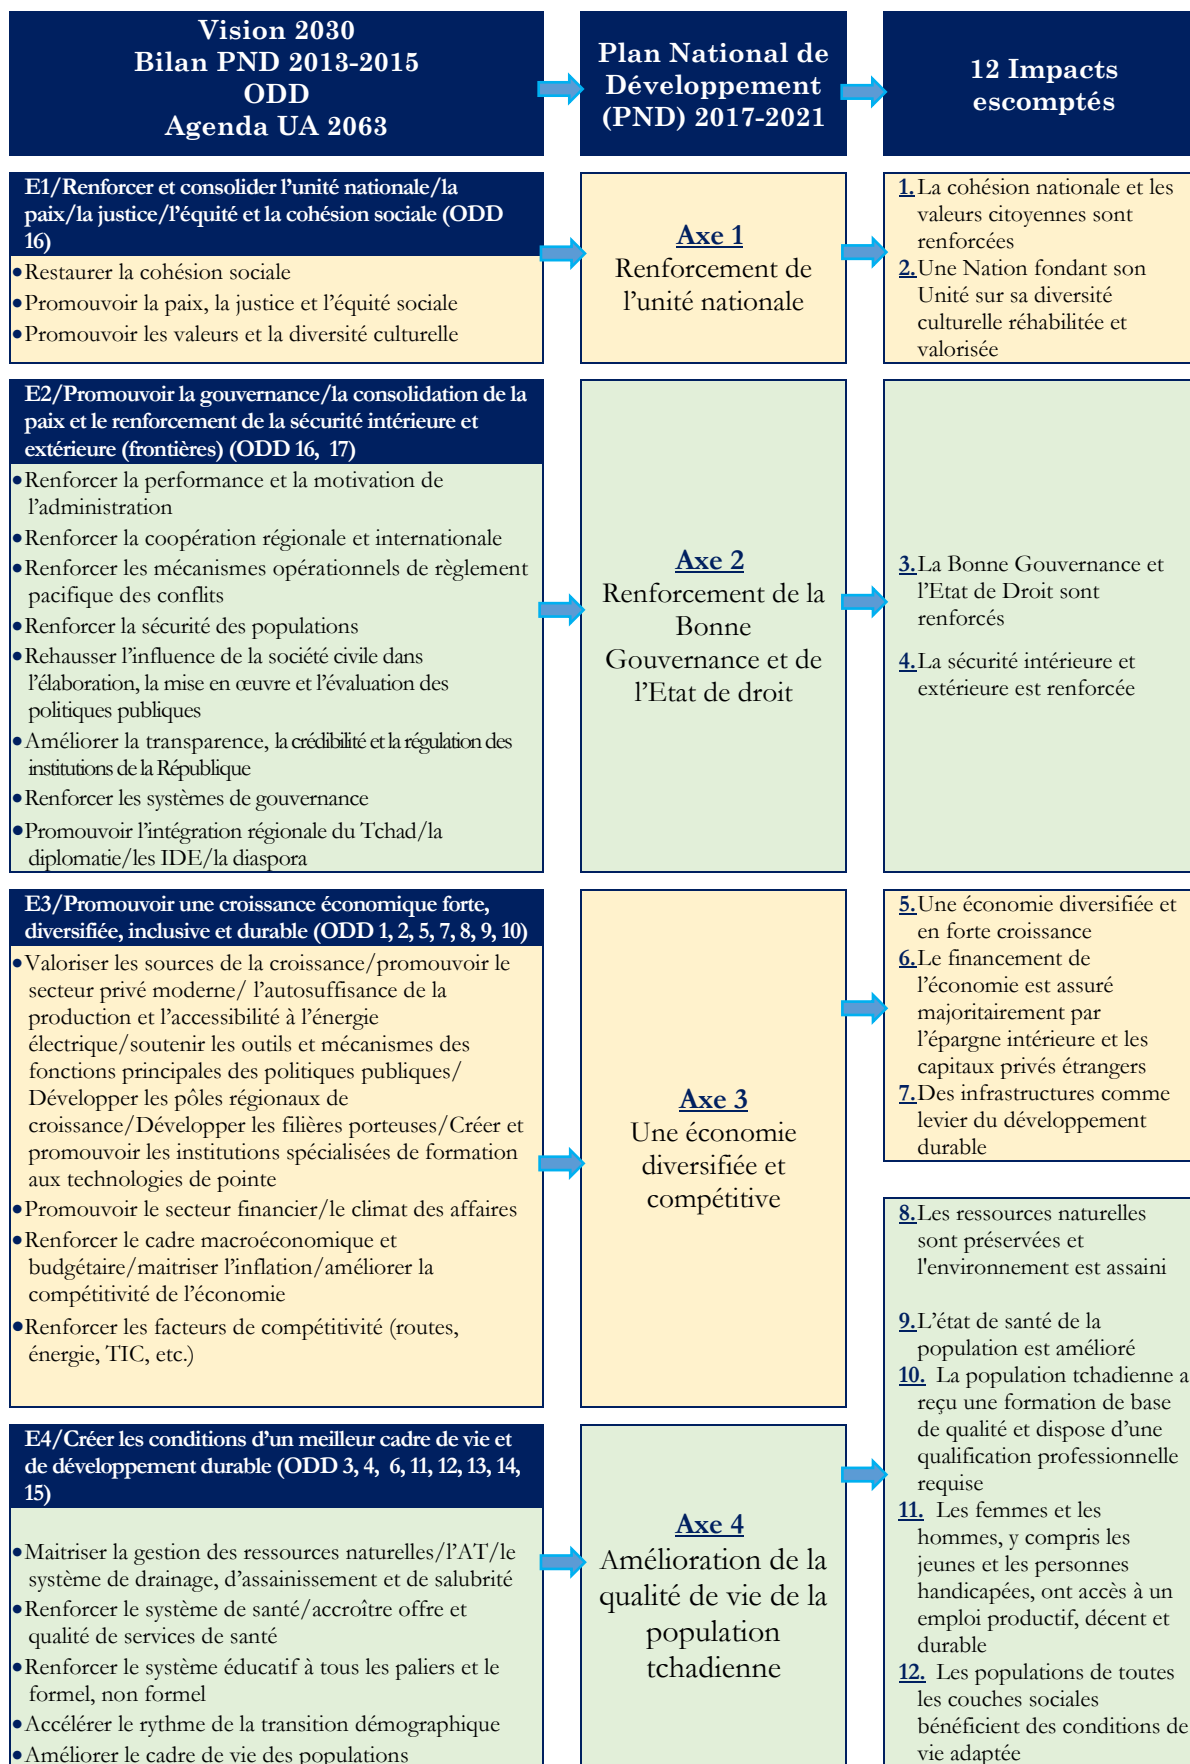 Vision 2030
Bilan PND 2013-2015
ODD
Agenda UA 2063
Plan National de
Développement
(PND) 2017-2021
12 Impacts
escomptés
E1/Renforcer et consolider l'unité nationale/la
paix/la justice/l'équité et la cohésion sociale (ODD
16)
•Restaurer la cohésion sociale
•Promouvoir la paix, la justice et l'équité sociale
•Promouvoir les valeurs et la diversité culturelle
Axe 1
Renforcement de
l'unité nationale
1.La cohésion nationale et les
valeurs citoyennes sont
renforcées
2.Une Nation fondant son
Unité sur sa diversité
culturelle réhabilitée et
valorisée
E2/Promouvoir la gouvernance/la consolidation de la
paix et le renforcement de la sécurité intérieure et
extérieure (frontières) (ODD 16, 17)
•Renforcer la performance et la motivation de
l'administration
•Renforcer la coopération régionale et internationale
•Renforcer les mécanismes opérationnels de règlement
pacifique des conflits
•Renforcer la sécurité des populations
•Rehausser l'influence de la société civile dans
l'élaboration, la mise en œuvre et l'évaluation des
politiques publiques
•Améliorer la transparence, la crédibilité et la régulation des
institutions de la République
•Renforcer les systèmes de gouvernance
•Promouvoir l'intégration régionale du Tchad/la
diplomatie/les IDE/la diaspora
Axe 2
Renforcement de la
Bonne
Gouvernance et de
l'Etat de droit
3.La Bonne Gouvernance et
l'Etat de Droit sont
renforcés
4.La sécurité intérieure et
extérieure est renforcée
E3/Promouvoir une croissance économique forte,
diversifiée, inclusive et durable (ODD 1, 2, 5, 7, 8, 9, 10)
•Valoriser les sources de la croissance/promouvoir le
secteur privé moderne/ l'autosuffisance de la
production et l'accessibilité à l'énergie
électrique/soutenir les outils et mécanismes des
fonctions principales des politiques publiques/
Développer les pôles régionaux de
croissance/Développer les filières porteuses/Créer et
promouvoir les institutions spécialisées de formation
aux technologies de pointe
•Promouvoir le secteur financier/le climat des affaires
•Renforcer le cadre macroéconomique et
budgétaire/maitriser l'inflation/améliorer la
compétitivité de l'économie
•Renforcer les facteurs de compétitivité (routes,
énergie, TIC, etc.)
Axe 3
Une économie
diversifiée et
compétitive
5.Une économie diversifiée et
en forte croissance
6.Le financement de
l'économie est assuré
majoritairement par
l'épargne intérieure et les
capitaux privés étrangers
7.Des infrastructures comme
levier du développement
durable
E4/Créer les conditions d'un meilleur cadre de vie et
de développement durable (ODD 3, 4, 6, 11, 12, 13, 14,
15)
•Maitriser la gestion des ressources naturelles/l'AT/le
système de drainage, d'assainissement et de salubrité
•Renforcer le système de santé/accroître offre et
qualité de services de santé
•Renforcer le système éducatif à tous les paliers et le
formel, non formel
•Accélérer le rythme de la transition démographique
•Améliorer le cadre de vie des populations
Axe 4
Amélioration de la
qualité de vie de la
population
tchadienne
8.Les ressources naturelles
sont préservées et
l'environnement est assaini
9.L'état de santé de la
population est amélioré
10. La population tchadienne a
reçu une formation de base
de qualité et dispose d'une
qualification professionnelle
requise
11. Les femmes et les
hommes, y compris les
jeunes et les personnes
handicapées, ont accès à un
emploi productif, décent et
durable
12. Les populations de toutes
les couches sociales
bénéficient des conditions de
vie adaptée